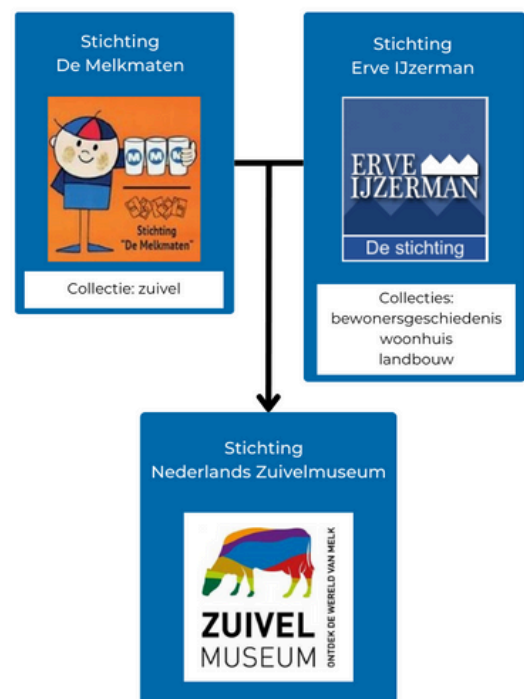 Stichting
De Melkmaten
M M M
Stichting
"De Melkmaten"
Collectie: zuivel
Stichting
Erve IJzerman
ERVE
IJZERMAN
De stichting
Collecties:
bewonersgeschiedenis
woonhuis
landbouw
Stichting
Nederlands Zuivelmuseum
ZUIVEL
MUSEUM
ONTDEK DE WERELD VAN MELK